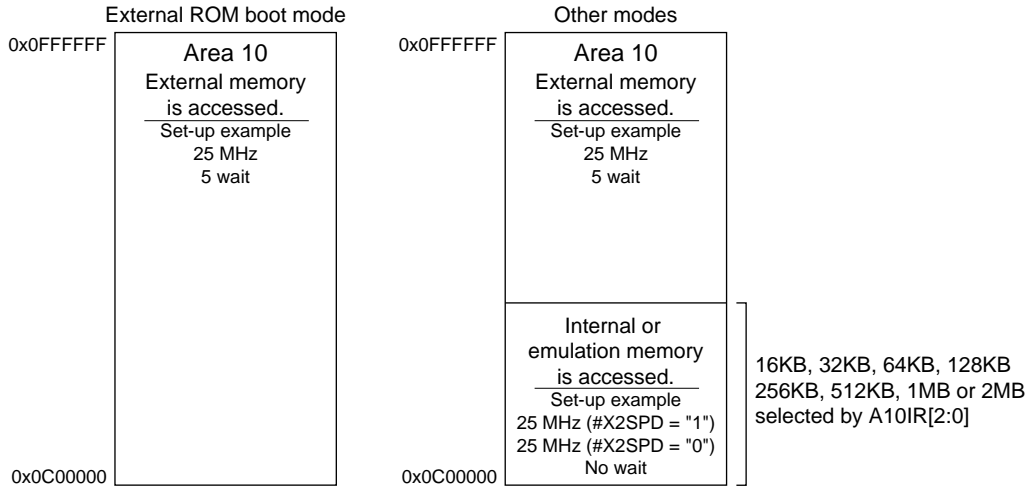 External ROM boot mode
0x0FFFFFF
Area 10
External memory
is accessed.
Set-up example
25 MHz
5 wait
0x0C00000
Other modes
0x0FFFFFF
Area 10
External memory
is accessed.
Set-up example
25 MHz
5 wait
Internal or
emulation memory
is accessed.
Set-up example
25 MHz (#X2SPD = "1")
25 MHz (#X2SPD = "0")
No wait
0x0C00000
16KB, 32KB, 64KB, 128KB
256KB, 512KB, 1MB or 2MB
selected by A10IR[2:0]